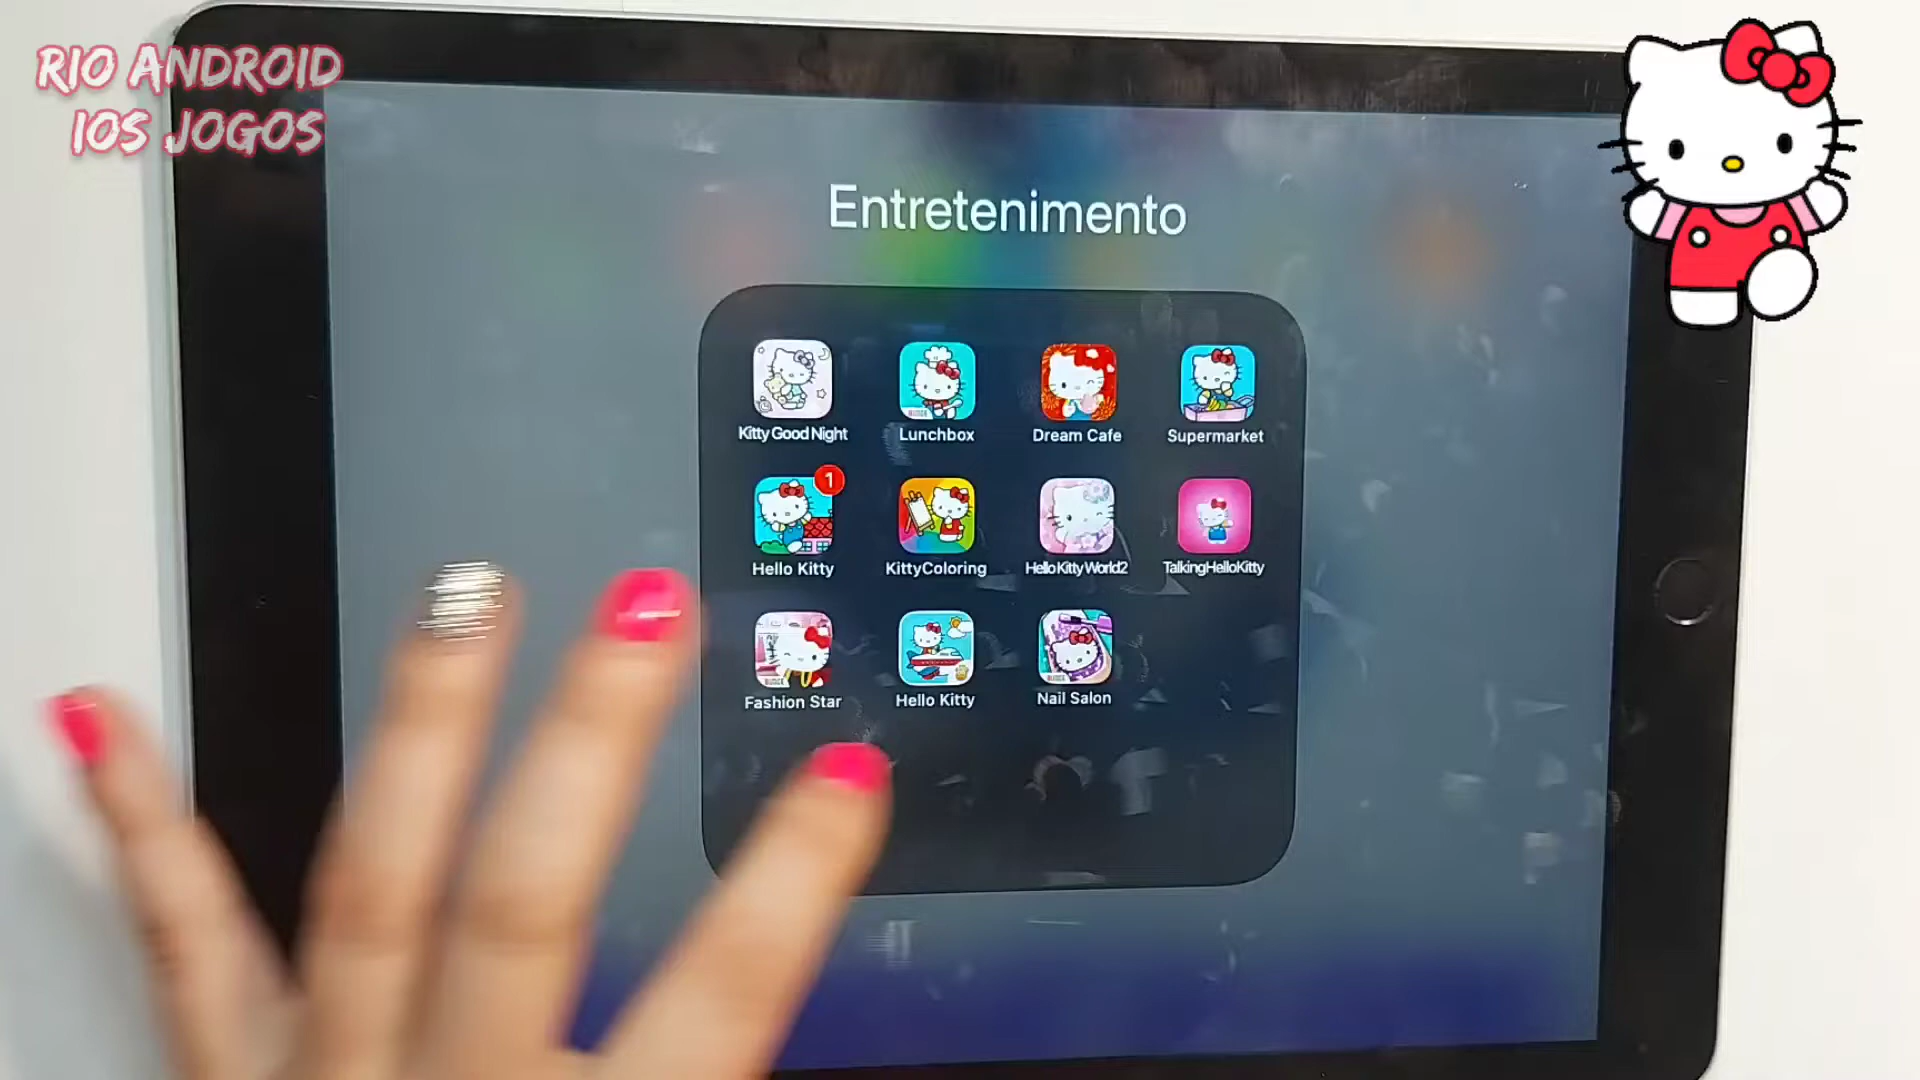 RIO ANDROID
IOS JOGOS
Entretenimento
Kitty Good Night
Lunchbox
Dream Cafe
Supermarket
1
Hello Kitty
KittyColoring
HelloKittyWorld2
TalkingHelloKitty
Fashion Star
Hello Kitty
Nail Salon